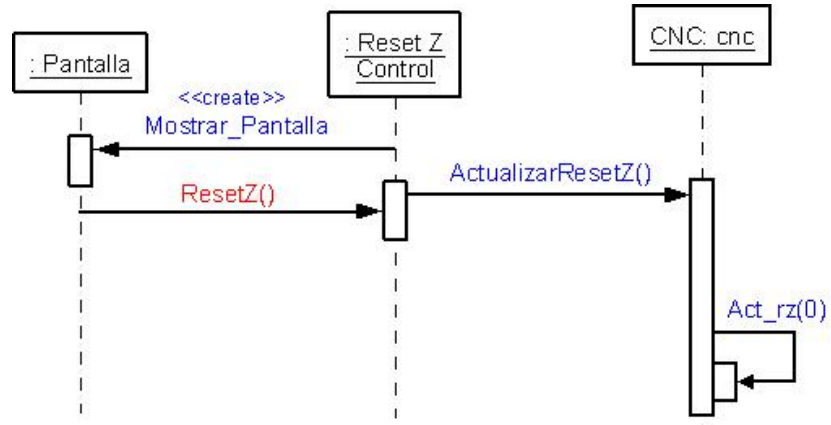 : Pantalla
: Reset Z
Control
CNC: cnc
<<create>>
Mostrar_Pantalla
ResetZ()
ActualizarResetZ()
Act_rz(0)